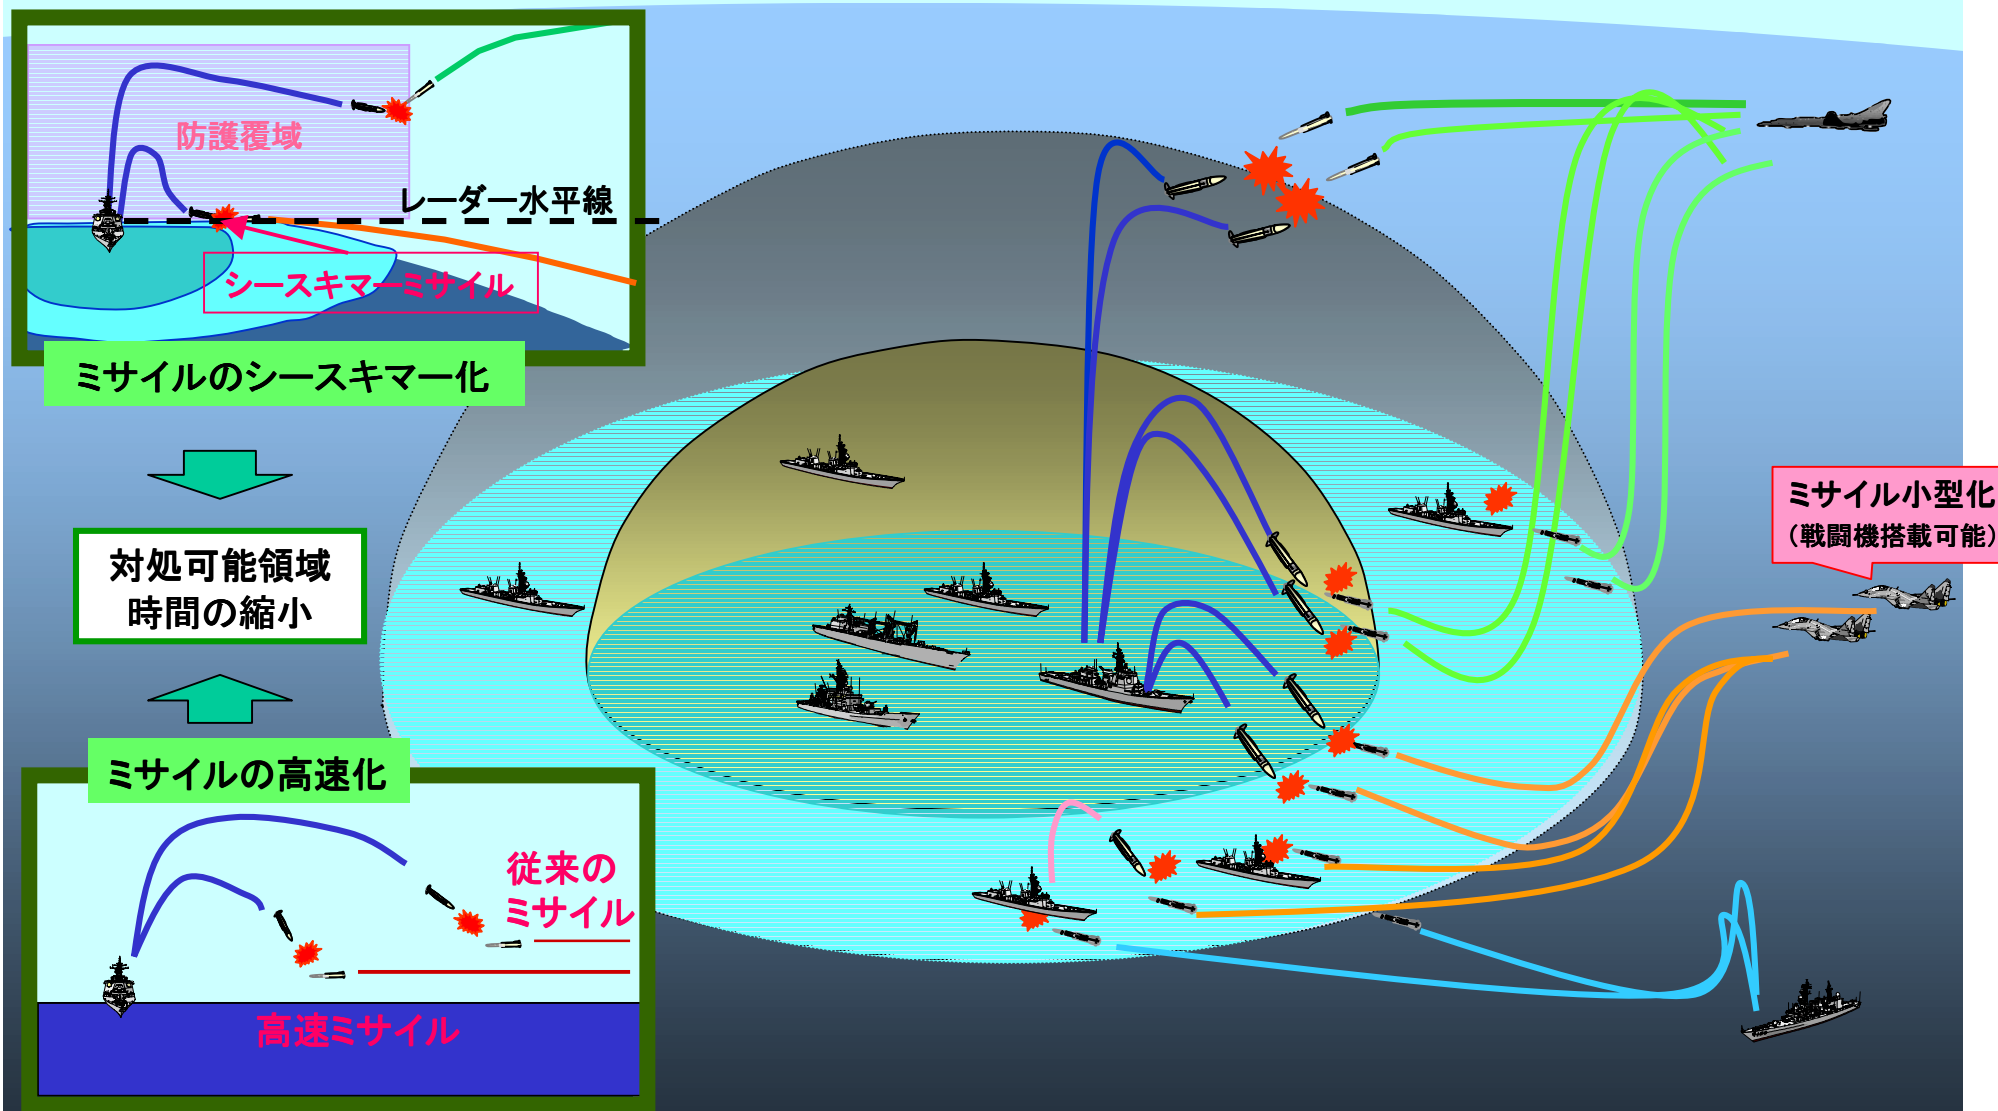 防護覆域
レーダー水平線
シースキマーミサイル
ミサイルのシースキマー化
対処可能領域
時間の縮小
ミサイルの高速化
従来の
ミサイル
高速ミサイル
ミサイル小型化
（戦闘機搭載可能）